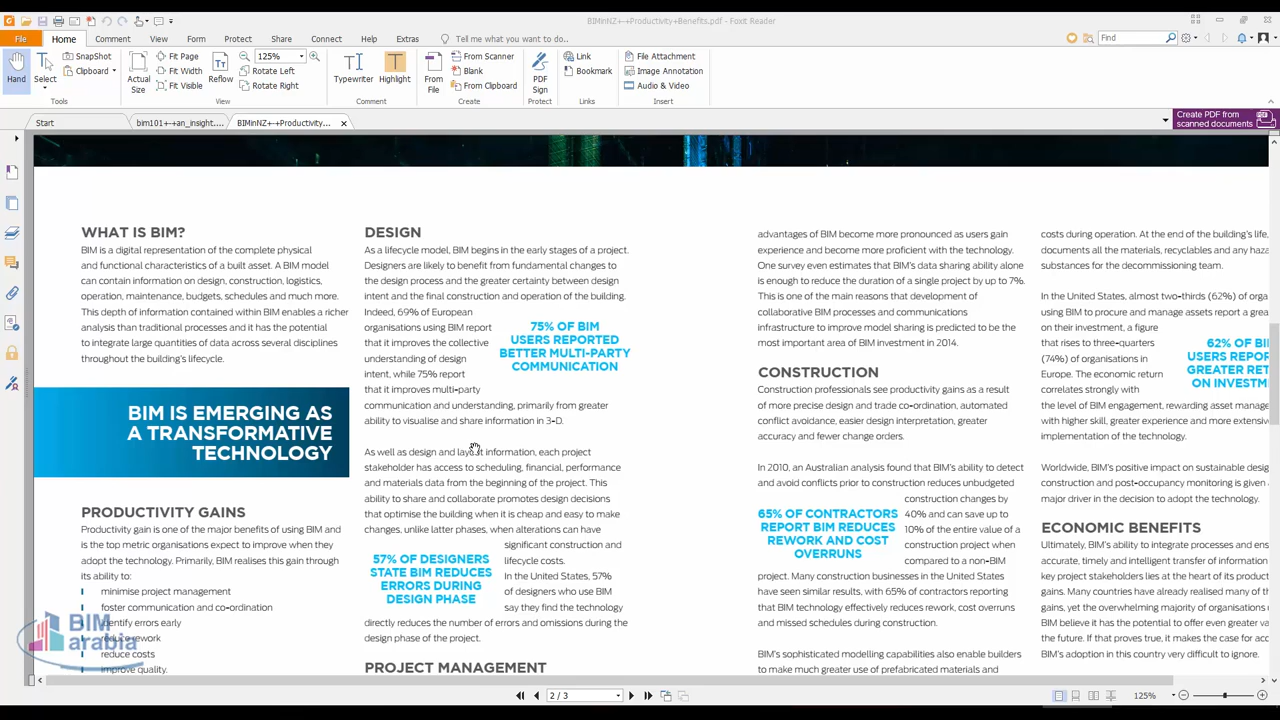 BIMinNZ+-+Productivity+Benefits.pdf - Foxit Reader
File
Home
Comment
View
Form
Protect
Share
Connect
Help
Extras
Tell me what you want to do..
Find
Hand
Select
SnapShot
Clipboard
Tools
Actual Size
Fit Page
Fit Width
Fit Visible
Reflow
125%
Rotate Left
Rotate Right
View
Typewriter
Highlight
Comment
From File
From Scanner
Blank
From Clipboard
Create
PDF Sign
Protect
Link
Bookmark
Links
File Attachment
Image Annotation
Audio & Video
Insert
Start
bim101+-+an_insight....
BIMinNZ+-+Productivity...
Create PDF from
scanned documents
WHAT IS BIM?
BIM is a digital representation of the complete physical
and functional characteristics of a built asset. A BIM model
can contain information on design, construction, logistics,
operation, maintenance, budgets, schedules and much more.
This depth of information contained within BIM enables a richer
analysis than traditional processes and it has the potential
to integrate large quantities of data across several disciplines
throughout the building's lifecycle.
BIM IS EMERGING AS
A TRANSFORMATIVE
TECHNOLOGY
PRODUCTIVITY GAINS
Productivity gain is one of the major benefits of using BIM and
is the top metric organisations expect to improve when they
adopt the technology. Primarily, BIM realises this gain through
its ability to:
minimise project management
foster communication and co-ordination
identify errors early
reduce rework
reduce costs
improve quality.
BIM
arabia
DESIGN
As a lifecycle model, BIM begins in the early stages of a project.
Designers are likely to benefit from fundamental changes to
the design process and the greater certainty between design
intent and the final construction and operation of the building.
Indeed, 69% of European
organisations using BIM report
that it improves the collective
understanding of design
intent, while 75% report
that it improves multi-party
communication and understanding, primarily from greater
ability to visualise and share information in 3-D.
75% OF BIM
USERS REPORTED
BETTER MULTI-PARTY
COMMUNICATION
As well as design and layout information, each project
stakeholder has access to scheduling, financial, performance
and materials data from the beginning of the project. This
ability to share and collaborate promotes design decisions
that optimise the building when it is cheap and easy to make
changes, unlike latter phases, when alterations can have
significant construction and
lifecycle costs.
In the United States, 57%
of designers who use BIM
say they find the technology
directly reduces the number of errors and omissions during the
design phase of the project.
57% OF DESIGNERS
STATE BIM REDUCES
ERRORS DURING
DESIGN PHASE
PROJECT MANAGEMENT
advantages of BIM become more pronounced as users gain
experience and become more proficient with the technology.
One survey even estimates that BIM's data sharing ability alone
is enough to reduce the duration of a single project by up to 7%.
This is one of the main reasons that development of
collaborative BIM processes and communications
infrastructure to improve model sharing is predicted to be the
most important area of BIM investment in 2014.
CONSTRUCTION
Construction professionals see productivity gains as a result
of more precise design and trade co-ordination, automated
conflict avoidance, easier design interpretation, greater
accuracy and fewer change orders.
In 2010, an Australian analysis found that BIM's ability to detect
and avoid conflicts prior to construction reduces unbudgeted
construction changes by
40% and can save up to
10% of the entire value of a
construction project when
compared to a non-BIM
project. Many construction businesses in the United States
have seen similar results, with 65% of contractors reporting
that BIM technology effectively reduces rework, cost overruns
and missed schedules during construction.
65% OF CONTRACTORS
REPORT BIM REDUCES
REWORK AND COST
OVERRUNS
BIM's sophisticated modelling capabilities also enable builders
to make much greater use of prefabricated materials and
costs during operation. At the end of the building's life,
documents all the materials, recyclables and any haza
substances for the decommissioning team.
In the United States, almost two-thirds (62%) of orga
using BIM to procure and manage assets report a grea
on their investment, a figure
that rises to three-quarters
(74%) of organisations in
Europe. The economic return
correlates strongly with
the level of BIM engagement, rewarding asset manage
with higher skill, greater experience and more extensive
implementation of the technology.
62% OF BI
USERS REPOR
GREATER RET
ON INVESTM
Worldwide, BIM's positive impact on sustainable design
construction and post-occupancy monitoring is given a
major driver in the decision to adopt the technology.
ECONOMIC BENEFITS
Ultimately, BIM's ability to integrate processes and ens
accurate, timely and intelligent transfer of information
key project stakeholders lies at the heart of its product
gains. Many countries have already realised many of th
gains, yet the overwhelming majority of organisations
BIM believe it has the potential to offer even greater va
the future. If that proves true, it makes the case for acc
BIM's adoption in this country very difficult to ignore.
2 / 3
125%